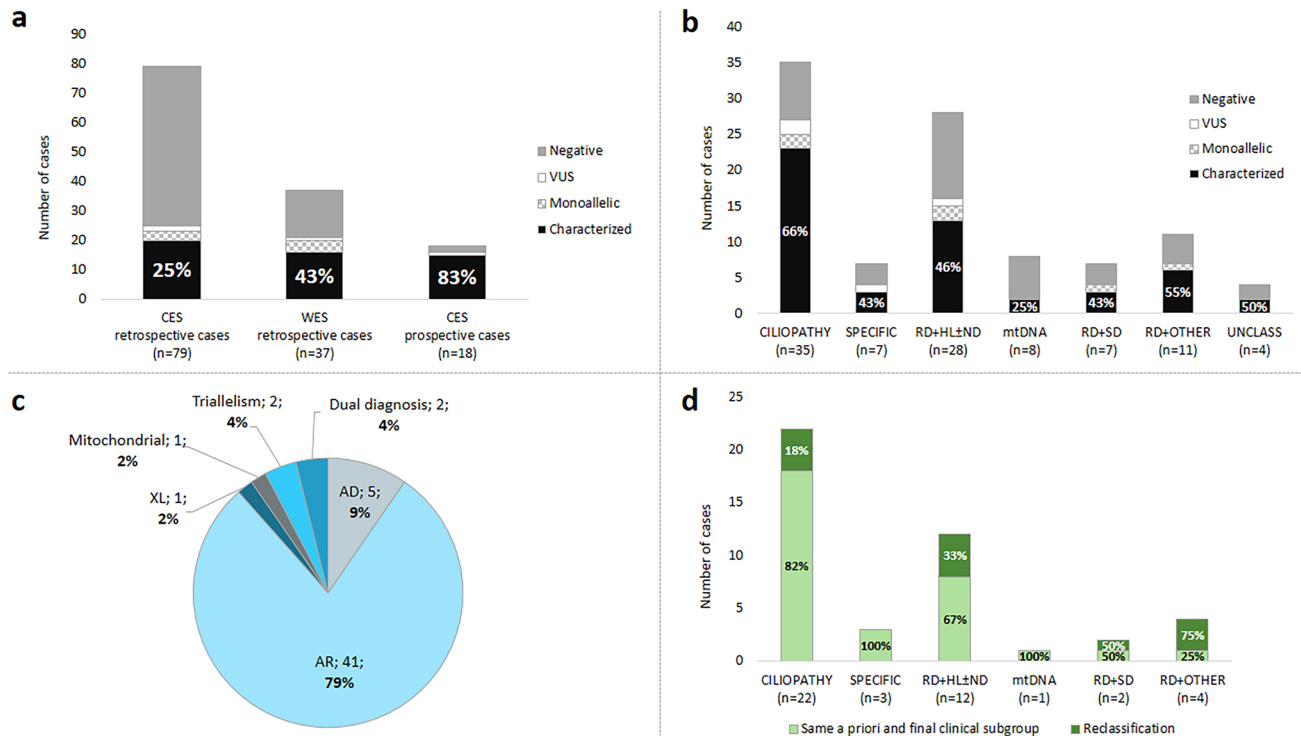 a
90
80
70
60
50
40
30
20
10
0
Number of cases
25%
43%
83%
CES
retrospective cases
(n=79)
WES
retrospective cases
(n=37)
CES
prospective cases
(n=18)
Negative
VUS
Monoallelic
Characterized
b
40
35
30
25
20
15
10
5
0
Number of cases
66%
43%
46%
25%
43%
55%
50%
CILIOPATHY
(n=35)
SPECIFIC
(n=7)
RD+HL±ND
(n=28)
mtDNA
(n=8)
RD+SD
(n=7)
RD+OTHER
(n=11)
UNCLASS
(n=4)
Negative
VUS
Monoallelic
Characterized
c
Triallelism; 2;
4%
Dual diagnosis; 2;
4%
Mitochondrial; 1;
2%
XL; 1;
2%
AD; 5;
9%
AR; 41;
79%
d
25
20
15
10
5
0
Number of cases
18%
82%
100%
33%
67%
100%
50%
50%
75%
25%
CILIOPATHY
(n=22)
SPECIFIC
(n=3)
RD+HL±ND
(n=12)
mtDNA
(n=1)
RD+SD
(n=2)
RD+OTHER
(n=4)
Same a priori and final clinical subgroup
Reclassification